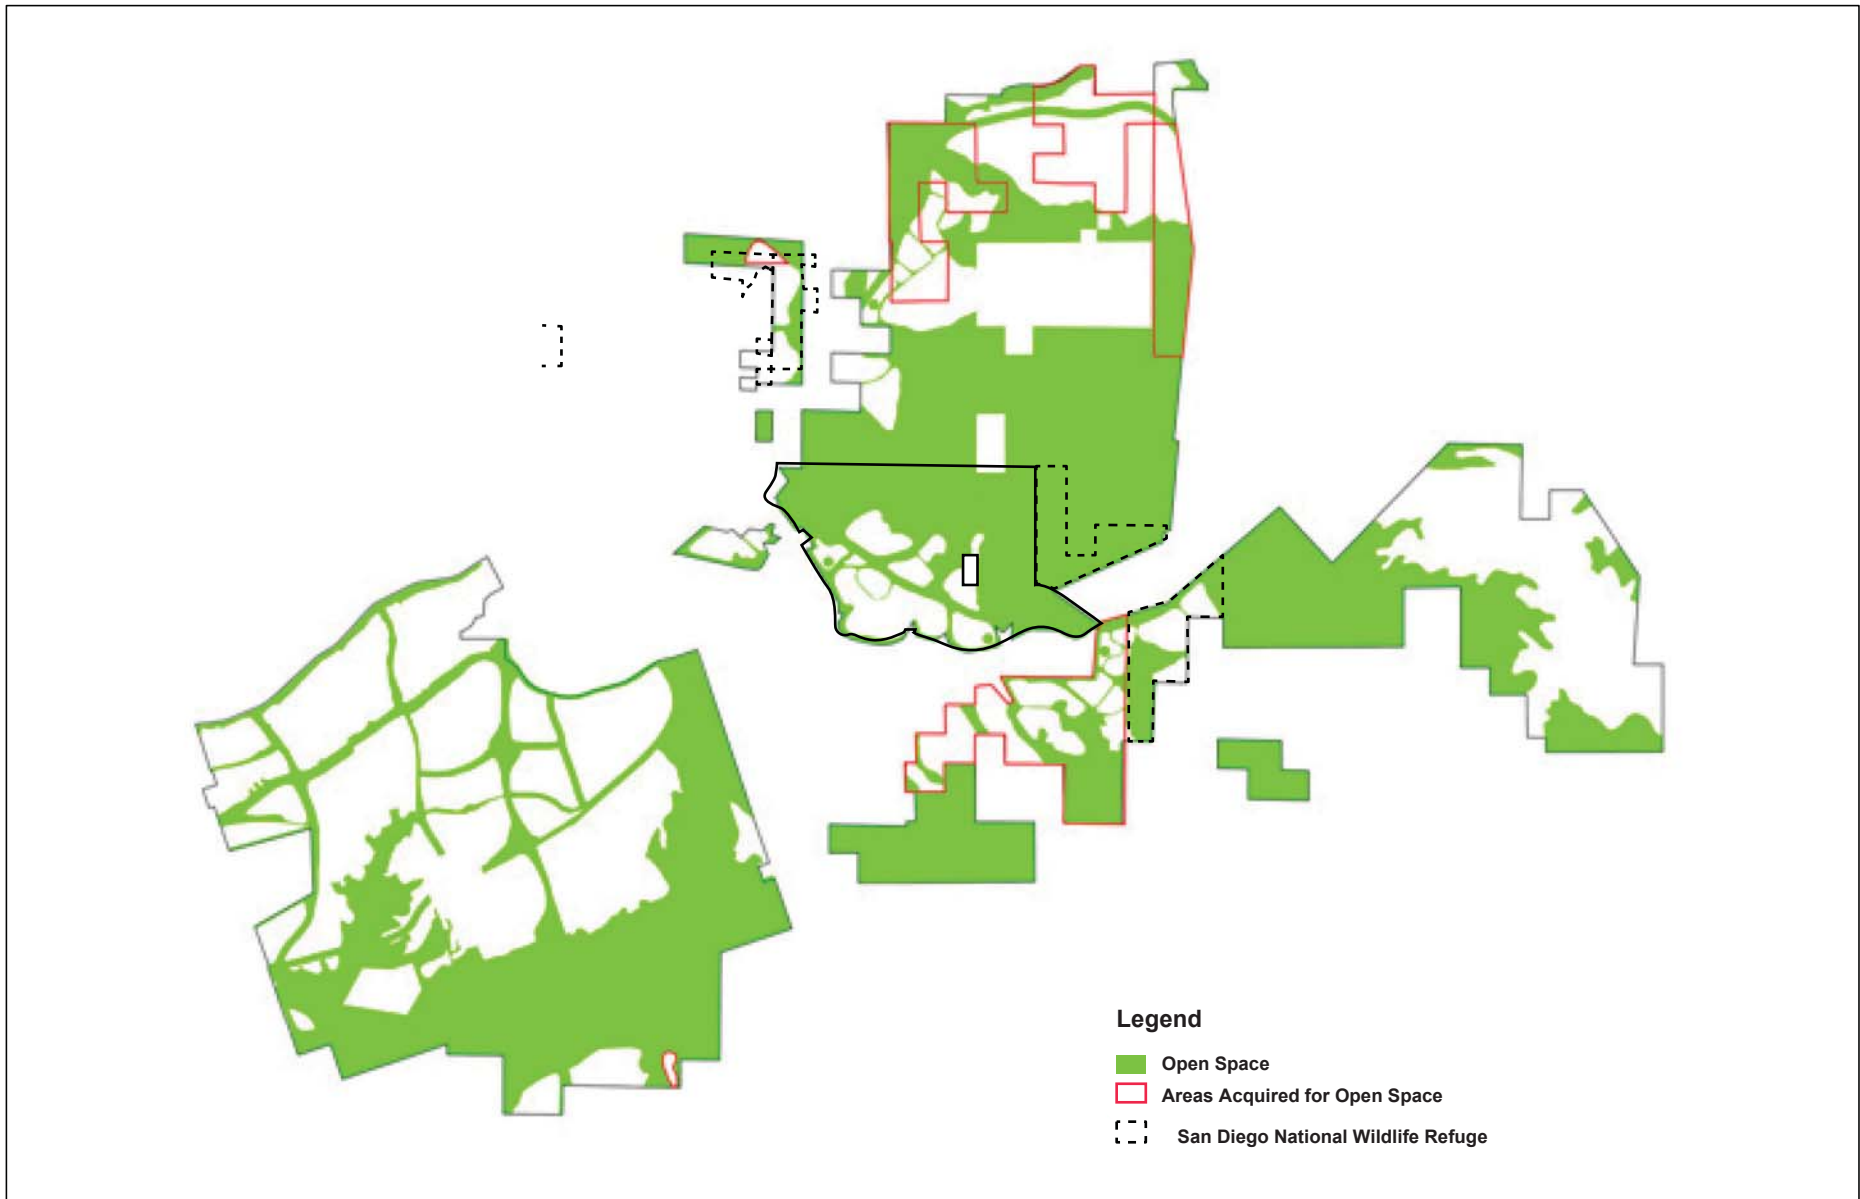 Legend
Open Space
Areas Acquired for Open Space
San Diego National Wildlife Refuge